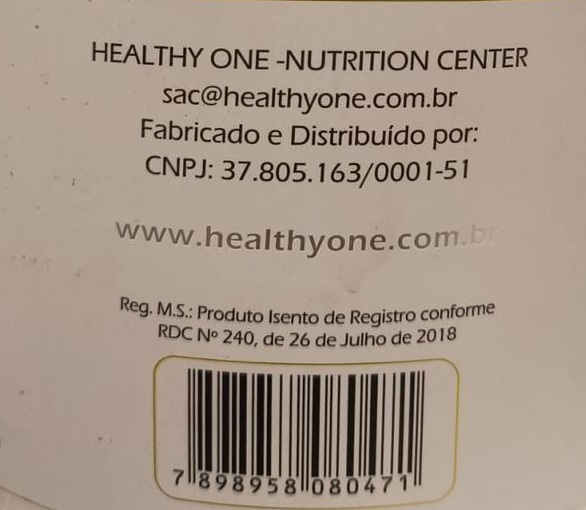 HEALTHY ONE -NUTRITION CENTER
sac@healthyone.com.br
Fabricado e Distribuído por:
CNPJ: 37.805.163/0001-51
www.healthyone.com.br
Reg. M.S.: Produto Isento de Registro conforme
RDC Nº 240, de 26 de Julho de 2018
7 898958 080471